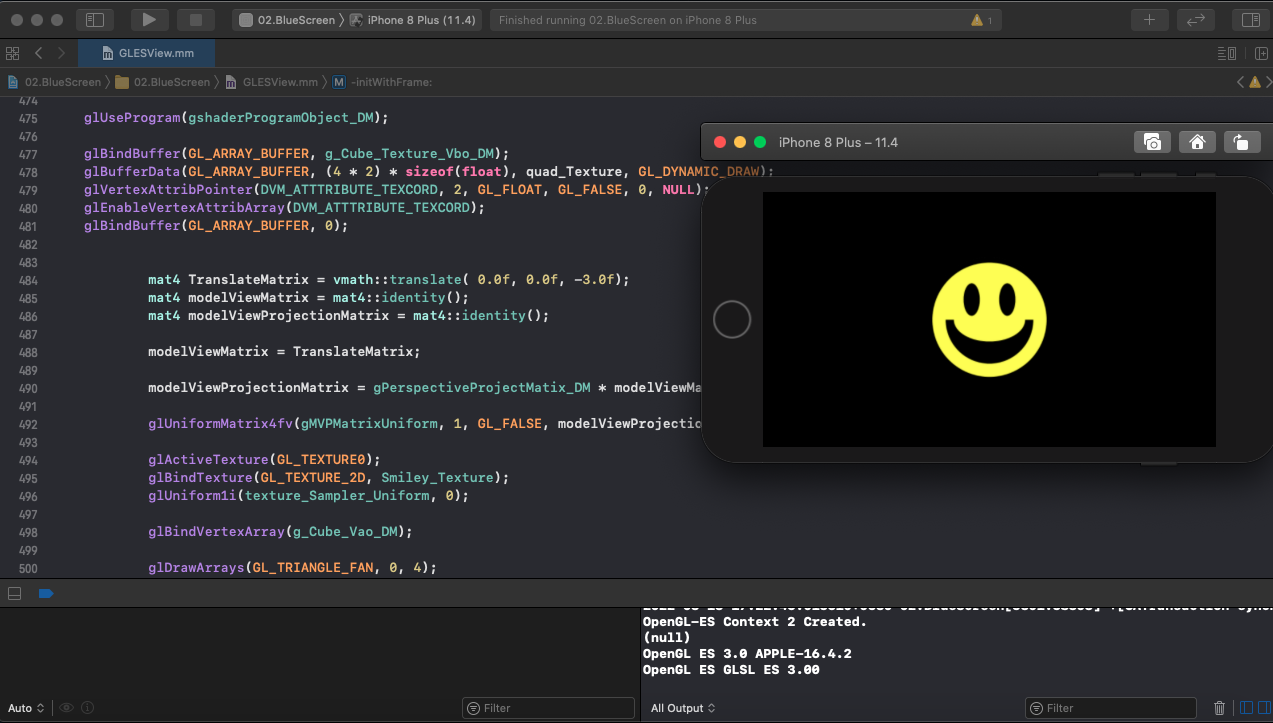 02.BlueScreen 〉 iPhone 8 Plus (11.4)
Finished running 02.BlueScreen on iPhone 8 Plus
1
GLESView.mm
02.BlueScreen 〉 02.BlueScreen 〉 GLESView.mm 〉 M -initWithFrame:
474
475 glUseProgram(gshaderProgramObject_DM);
476
477 glBindBuffer(GL_ARRAY_BUFFER, g_Cube_Texture_Vbo_DM);
478 glBufferData(GL_ARRAY_BUFFER, (4 * 2) * sizeof(float), quad_Texture, GL_DYNAMIC_DRAW);
479 glVertexAttribPointer(DVM_ATTTRIBUTE_TEXCORD, 2, GL_FLOAT, GL_FALSE, 0, NULL);
480 glEnableVertexAttribArray(DVM_ATTTRIBUTE_TEXCORD);
481 glBindBuffer(GL_ARRAY_BUFFER, 0);
482
483
484 mat4 TranslateMatrix = vmath::translate( 0.0f, 0.0f, -3.0f);
485 mat4 modelViewMatrix = mat4::identity();
486 mat4 modelViewProjectionMatrix = mat4::identity();
487
488 modelViewMatrix = TranslateMatrix;
489
490 modelViewProjectionMatrix = gPerspectiveProjectMatix_DM * modelViewMa
491
492 glUniformMatrix4fv(gMVPMatrixUniform, 1, GL_FALSE, modelViewProjectio
493
494 glActiveTexture(GL_TEXTURE0);
495 glBindTexture(GL_TEXTURE_2D, Smiley_Texture);
496 glUniform1i(texture_Sampler_Uniform, 0);
497
498 glBindVertexArray(g_Cube_Vao_DM);
499
500 glDrawArrays(GL_TRIANGLE_FAN, 0, 4);
iPhone 8 Plus – 11.4
OpenGL-ES Context 2 Created.
(null)
OpenGL ES 3.0 APPLE-16.4.2
OpenGL ES GLSL ES 3.00
Auto
Filter
All Output
Filter